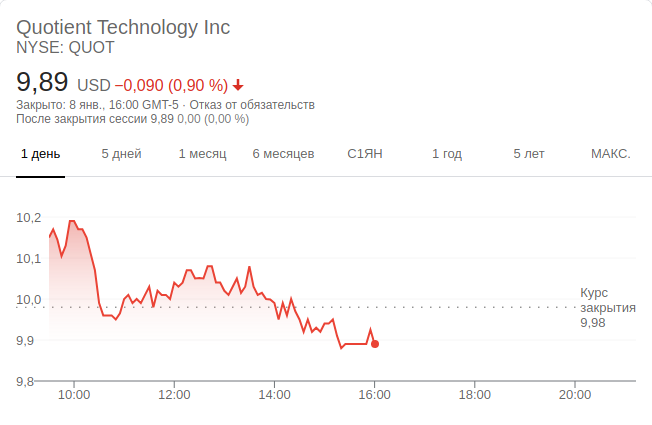 Quotient Technology Inc
NYSE: QUOT
9,89 USD −0,090 (0,90 %)
Закрыто: 8 янв., 16:00 GMT-5 · Отказ от обязательств
После закрытия сессии 9,89 0,00 (0,00 %)
1 день 5 дней 1 месяц 6 месяцев С1ЯН 1 год 5 лет МАКС.
10,2
10,1
10,0
9,9
9,8
Курс
закрытия
9,98
10:00 12:00 14:00 16:00 18:00 20:00